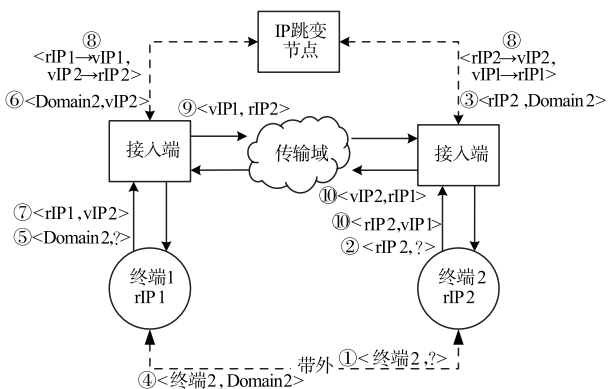 IP跳变
节点
⑧
<rIP1→vIP1,
vIP2→rIP2>
⑧
<rIP2→vIP2,
vIP1→rIP1>
⑥<Domain2,vIP2>
③<rIP2,Domain2>
⑨<vIP1, rIP2>
接入端
传输域
接入端
⑩<vIP2,rIP1>
⑦<rIP1,vIP2>
⑩<rIP2,vIP1>
⑤<Domain2,?>
②<rIP2,?>
终端1
rIP1
终端2
rIP2
带外
①<终端2,?>
④<终端2, Domain2>